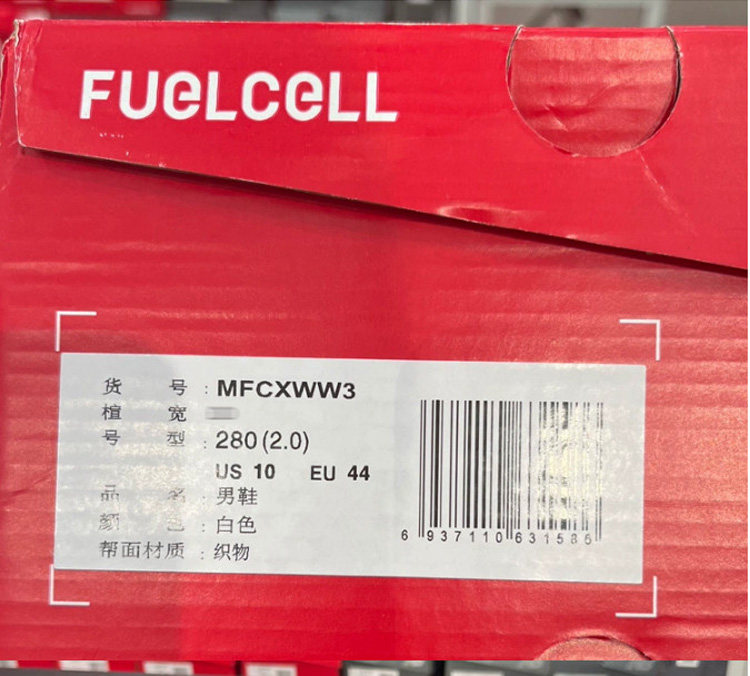 FUELCELL
货 号 : MFCXWW3
楦 宽
号 型 : 280(2.0)
US 10 EU 44
品 名 : 男鞋
颜 色 : 白色
帮面材质 : 织物
6 937110 631586